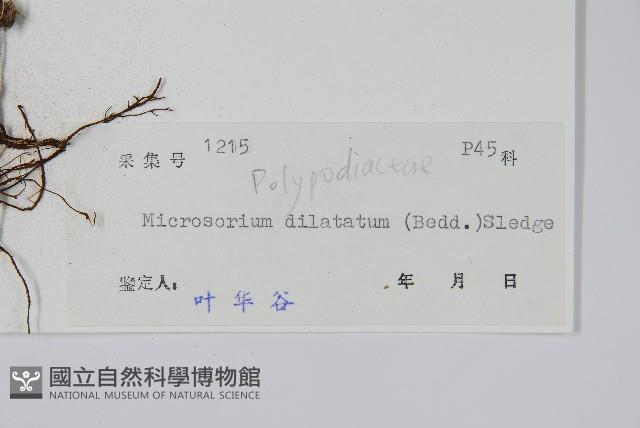 采集号 1215 P45 科
Polypodiaceae
Microsorium dilatatum (Bedd.)Sledge
鉴定人: 叶华谷 年 月 日
國立自然科學博物館
NATIONAL MUSEUM OF NATURAL SCIENCE